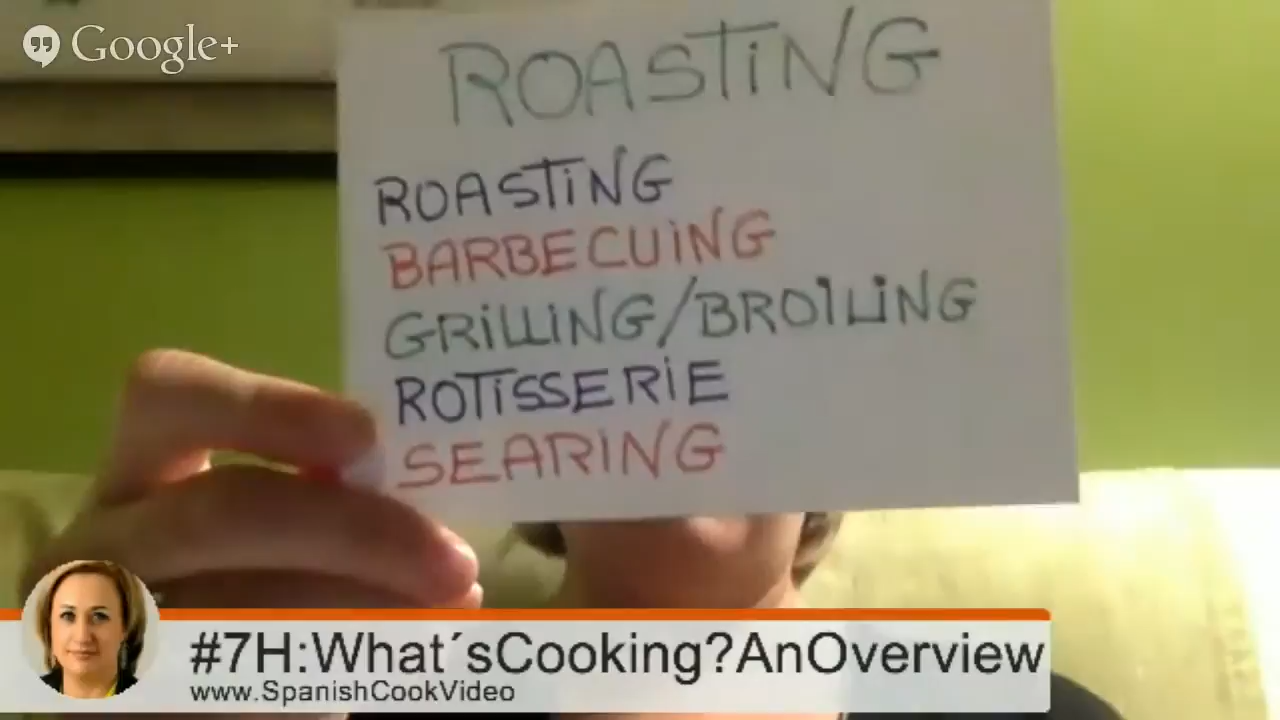 Google+
ROASTING
ROASTING
BARBECUING
GRILLING/BROILING
ROTISSERIE
SEARING
#7H:What´sCooking?AnOverview
www.SpanishCookVideo